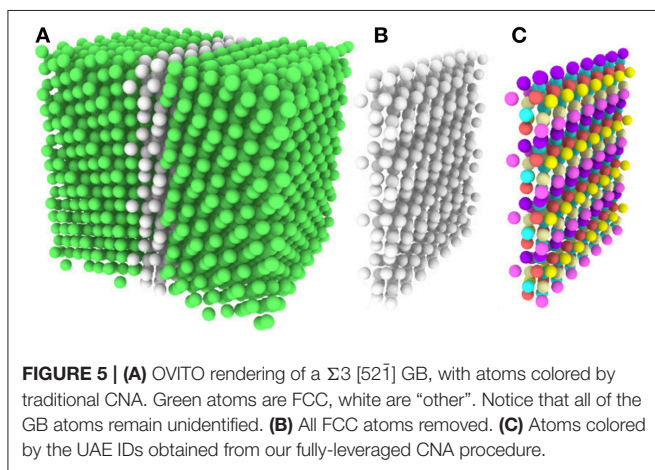 A
B
C
FIGURE 5 | (A) OVITO rendering of a Σ3 [521̄] GB, with atoms colored by
traditional CNA. Green atoms are FCC, white are “other”. Notice that all of the
GB atoms remain unidentified. (B) All FCC atoms removed. (C) Atoms colored
by the UAE IDs obtained from our fully-leveraged CNA procedure.